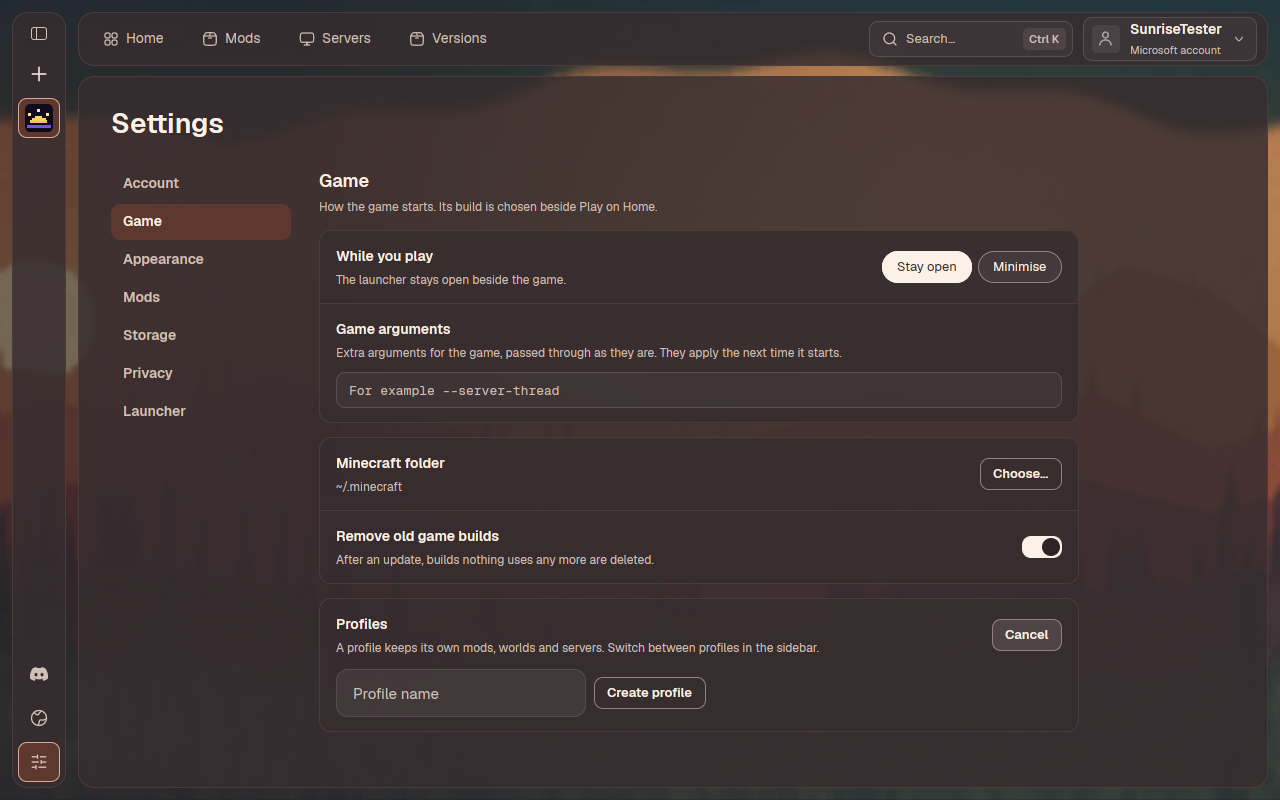 Home
Mods
Servers
Versions
Search...
Ctrl K
SunriseTester
Microsoft account
Settings
Account
Game
Appearance
Mods
Storage
Privacy
Launcher
Game
How the game starts. Its build is chosen beside Play on Home.
While you play
The launcher stays open beside the game.
Stay open
Minimise
Game arguments
Extra arguments for the game, passed through as they are. They apply the next time it starts.
For example --server-thread
Minecraft folder
~/.minecraft
Choose...
Remove old game builds
After an update, builds nothing uses any more are deleted.
Profiles
A profile keeps its own mods, worlds and servers. Switch between profiles in the sidebar.
Cancel
Profile name
Create profile